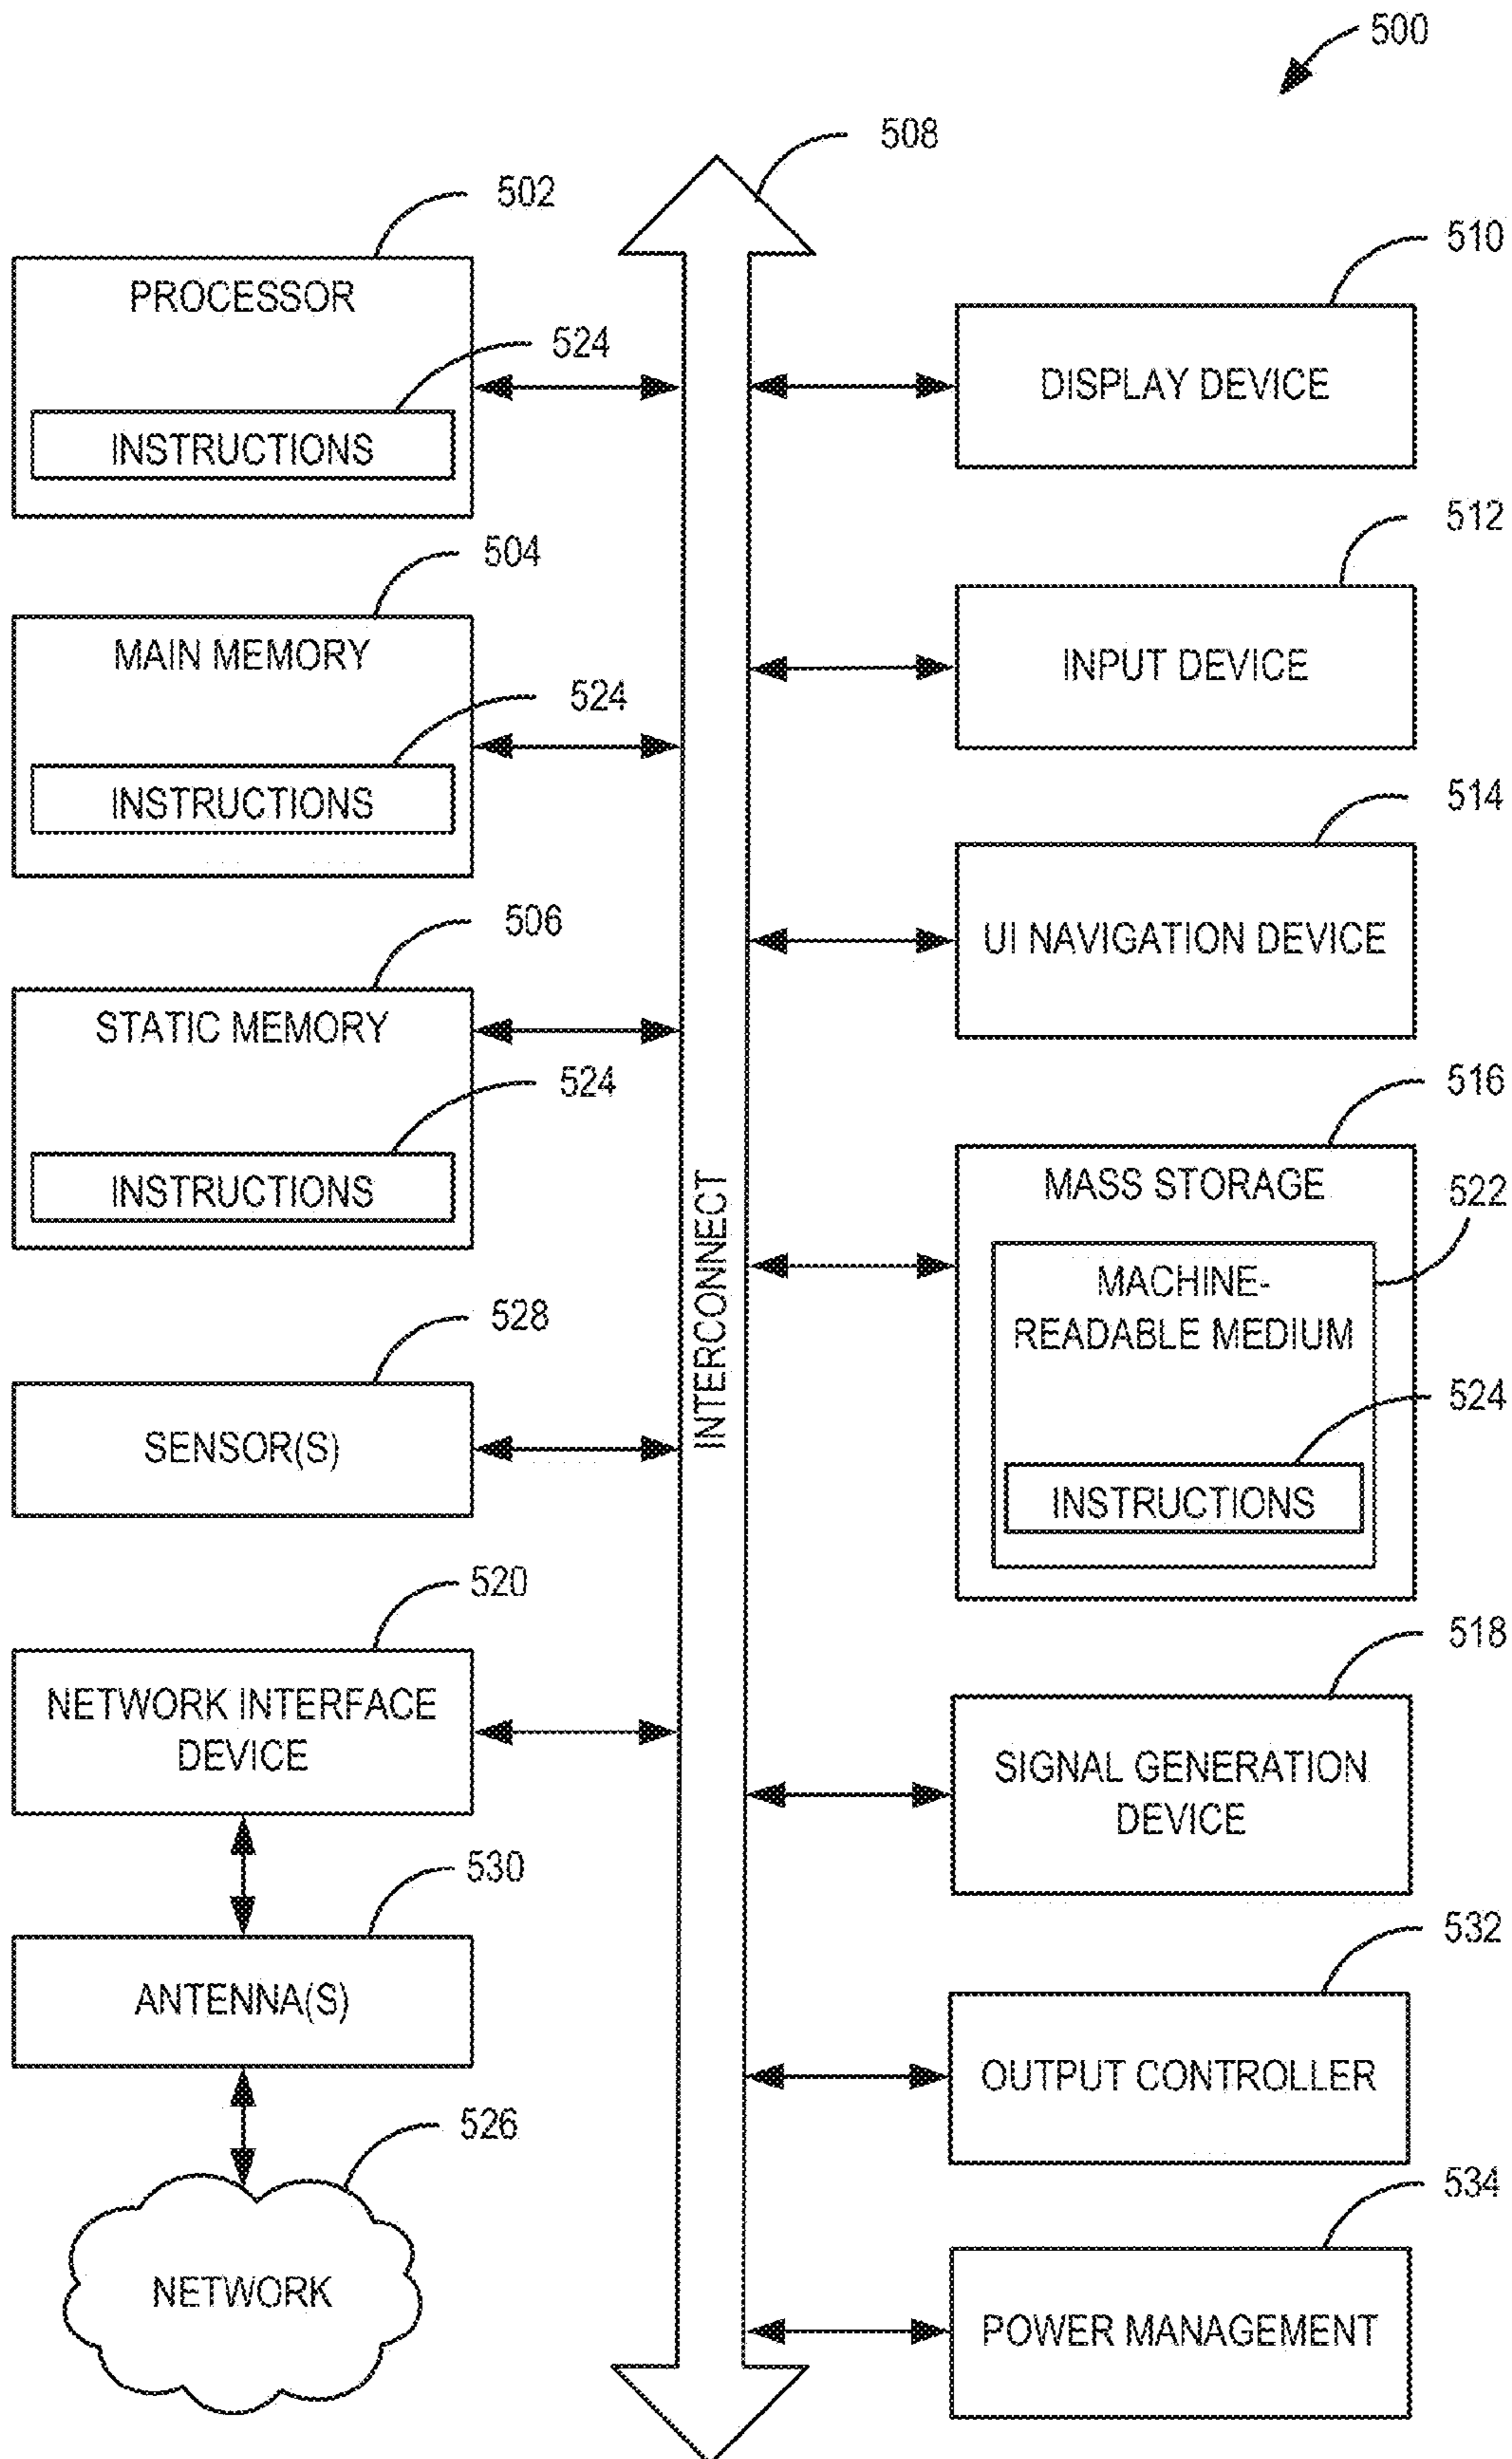 500
508
502
PROCESSOR
524
INSTRUCTIONS
504
MAIN MEMORY
524
INSTRUCTIONS
506
STATIC MEMORY
524
INSTRUCTIONS
528
SENSOR(S)
520
NETWORK INTERFACE
DEVICE
530
ANTENNA(S)
526
NETWORK
INTERCONNECT
510
DISPLAY DEVICE
512
INPUT DEVICE
514
UI NAVIGATION DEVICE
516
MASS STORAGE
522
MACHINE-
READABLE MEDIUM
524
INSTRUCTIONS
518
SIGNAL GENERATION
DEVICE
532
OUTPUT CONTROLLER
534
POWER MANAGEMENT